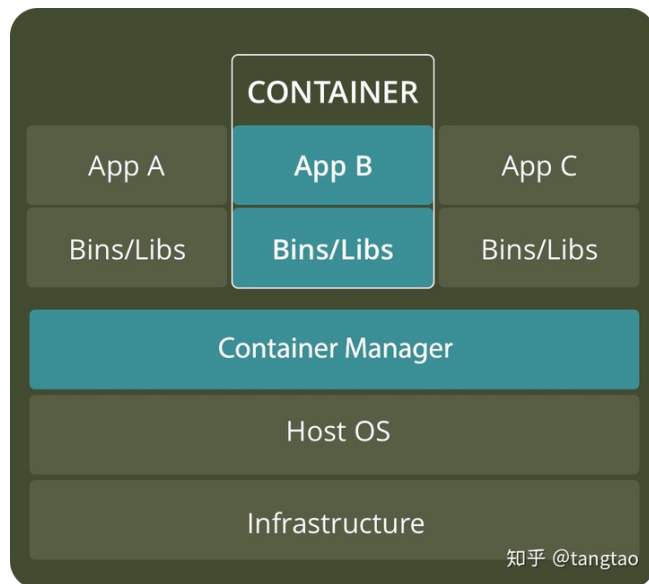 CONTAINER
App A App B App C
Bins/Libs Bins/Libs Bins/Libs
Container Manager
Host OS
Infrastructure
知乎 @tangtao